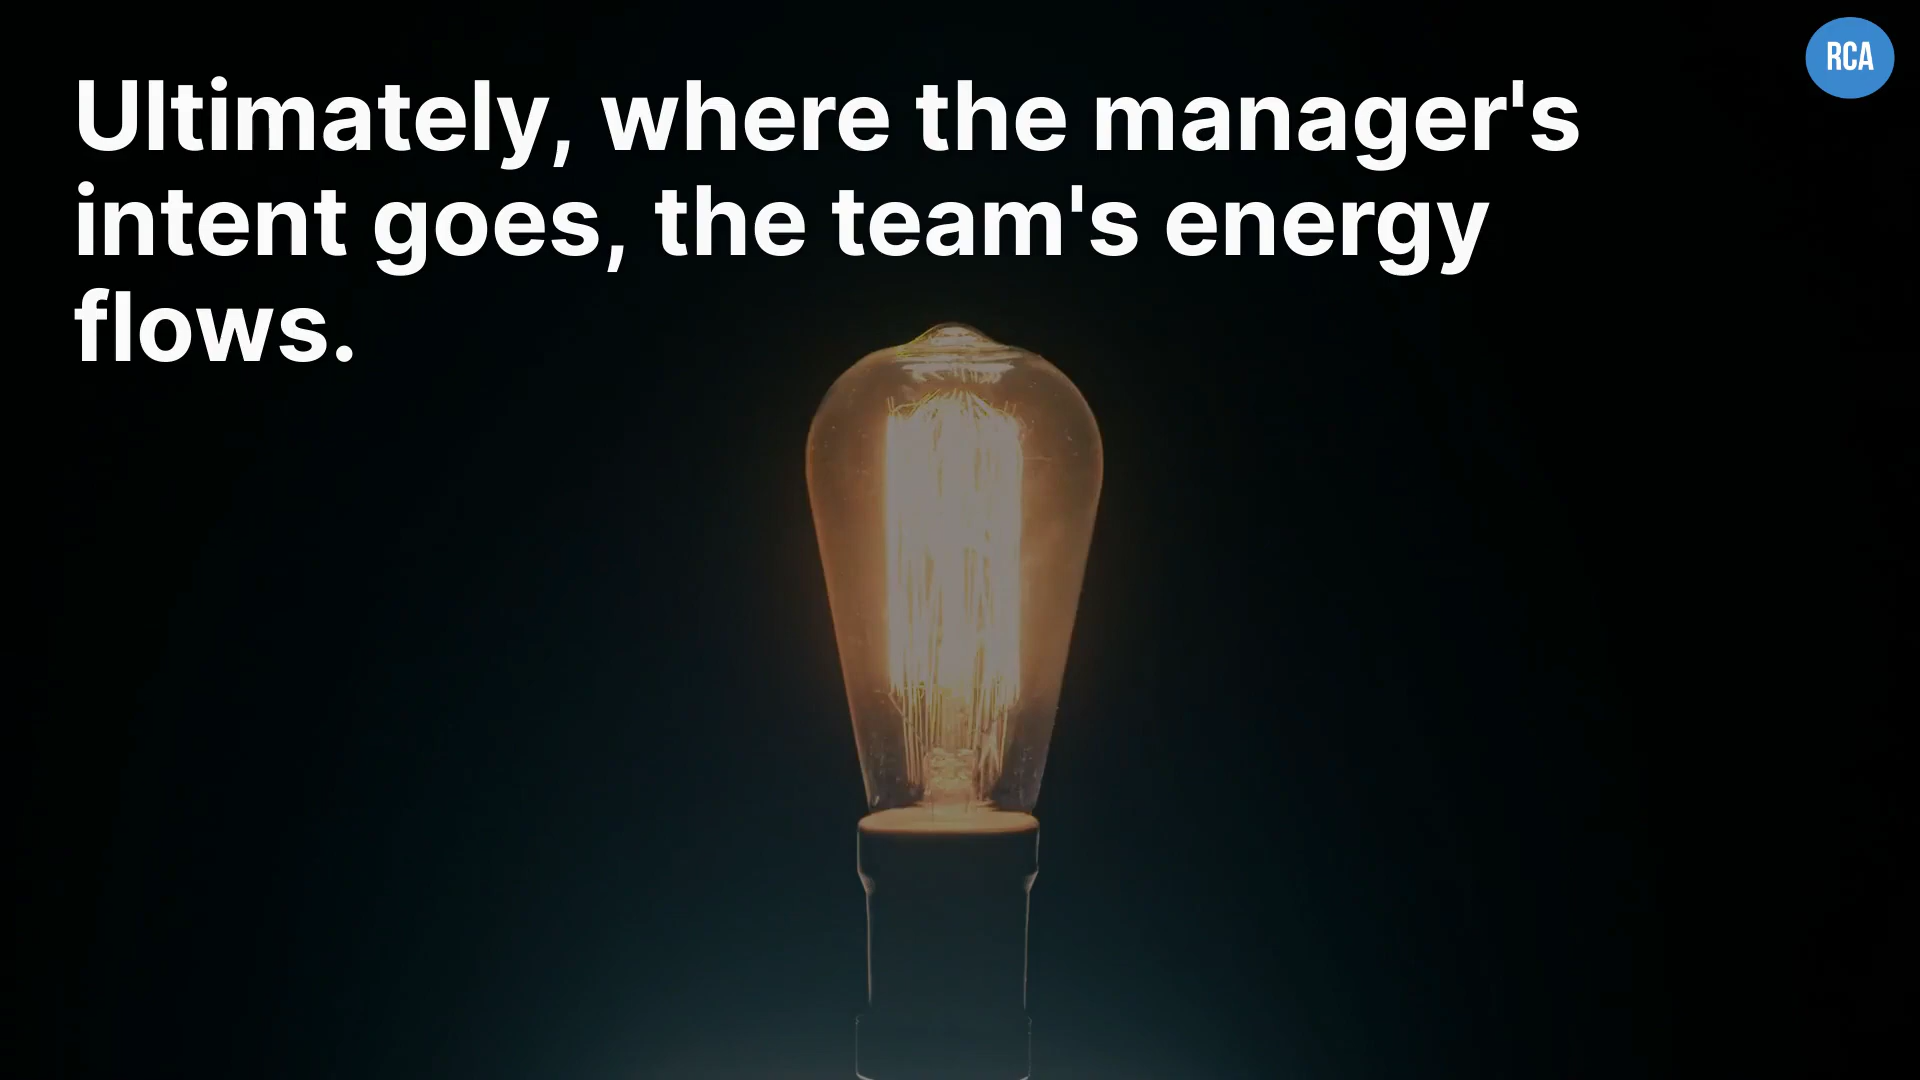 Ultimately, where the manager's
intent goes, the team's energy
flows.
RCA